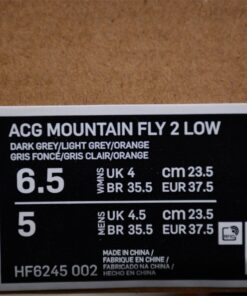 ACG MOUNTAIN FLY 2 LOW
DARK GREY/LIGHT GREY/ORANGE
GRIS FONCÉ/GRIS CLAIR/ORANGE
6.5 WMNS UK 4 cm 23.5
BR 35.5 EUR 37.5
5 MENS UK 4.5 cm 23.5
BR 35.5 EUR 37.5
MADE IN CHINA /
FABRIQUÉ EN CHINE /
FABRICADO NA CHINA /
HECHO EN CHINA
HF6245 002